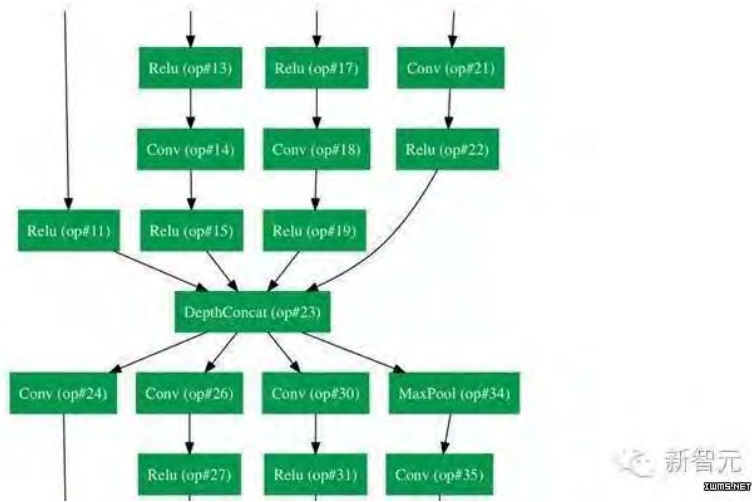 Relu (op#13) Relu (op#17) Conv (op#21)
Conv (op#14) Conv (op#18) Relu (op#22)
Relu (op#11) Relu (op#15) Relu (op#19)
DepthConcat (op#23)
Conv (op#24) Conv (op#26) Conv (op#30) MaxPool (op#34)
Relu (op#27) Relu (op#31) Conv (op#35)
新智元
IWMS.NET